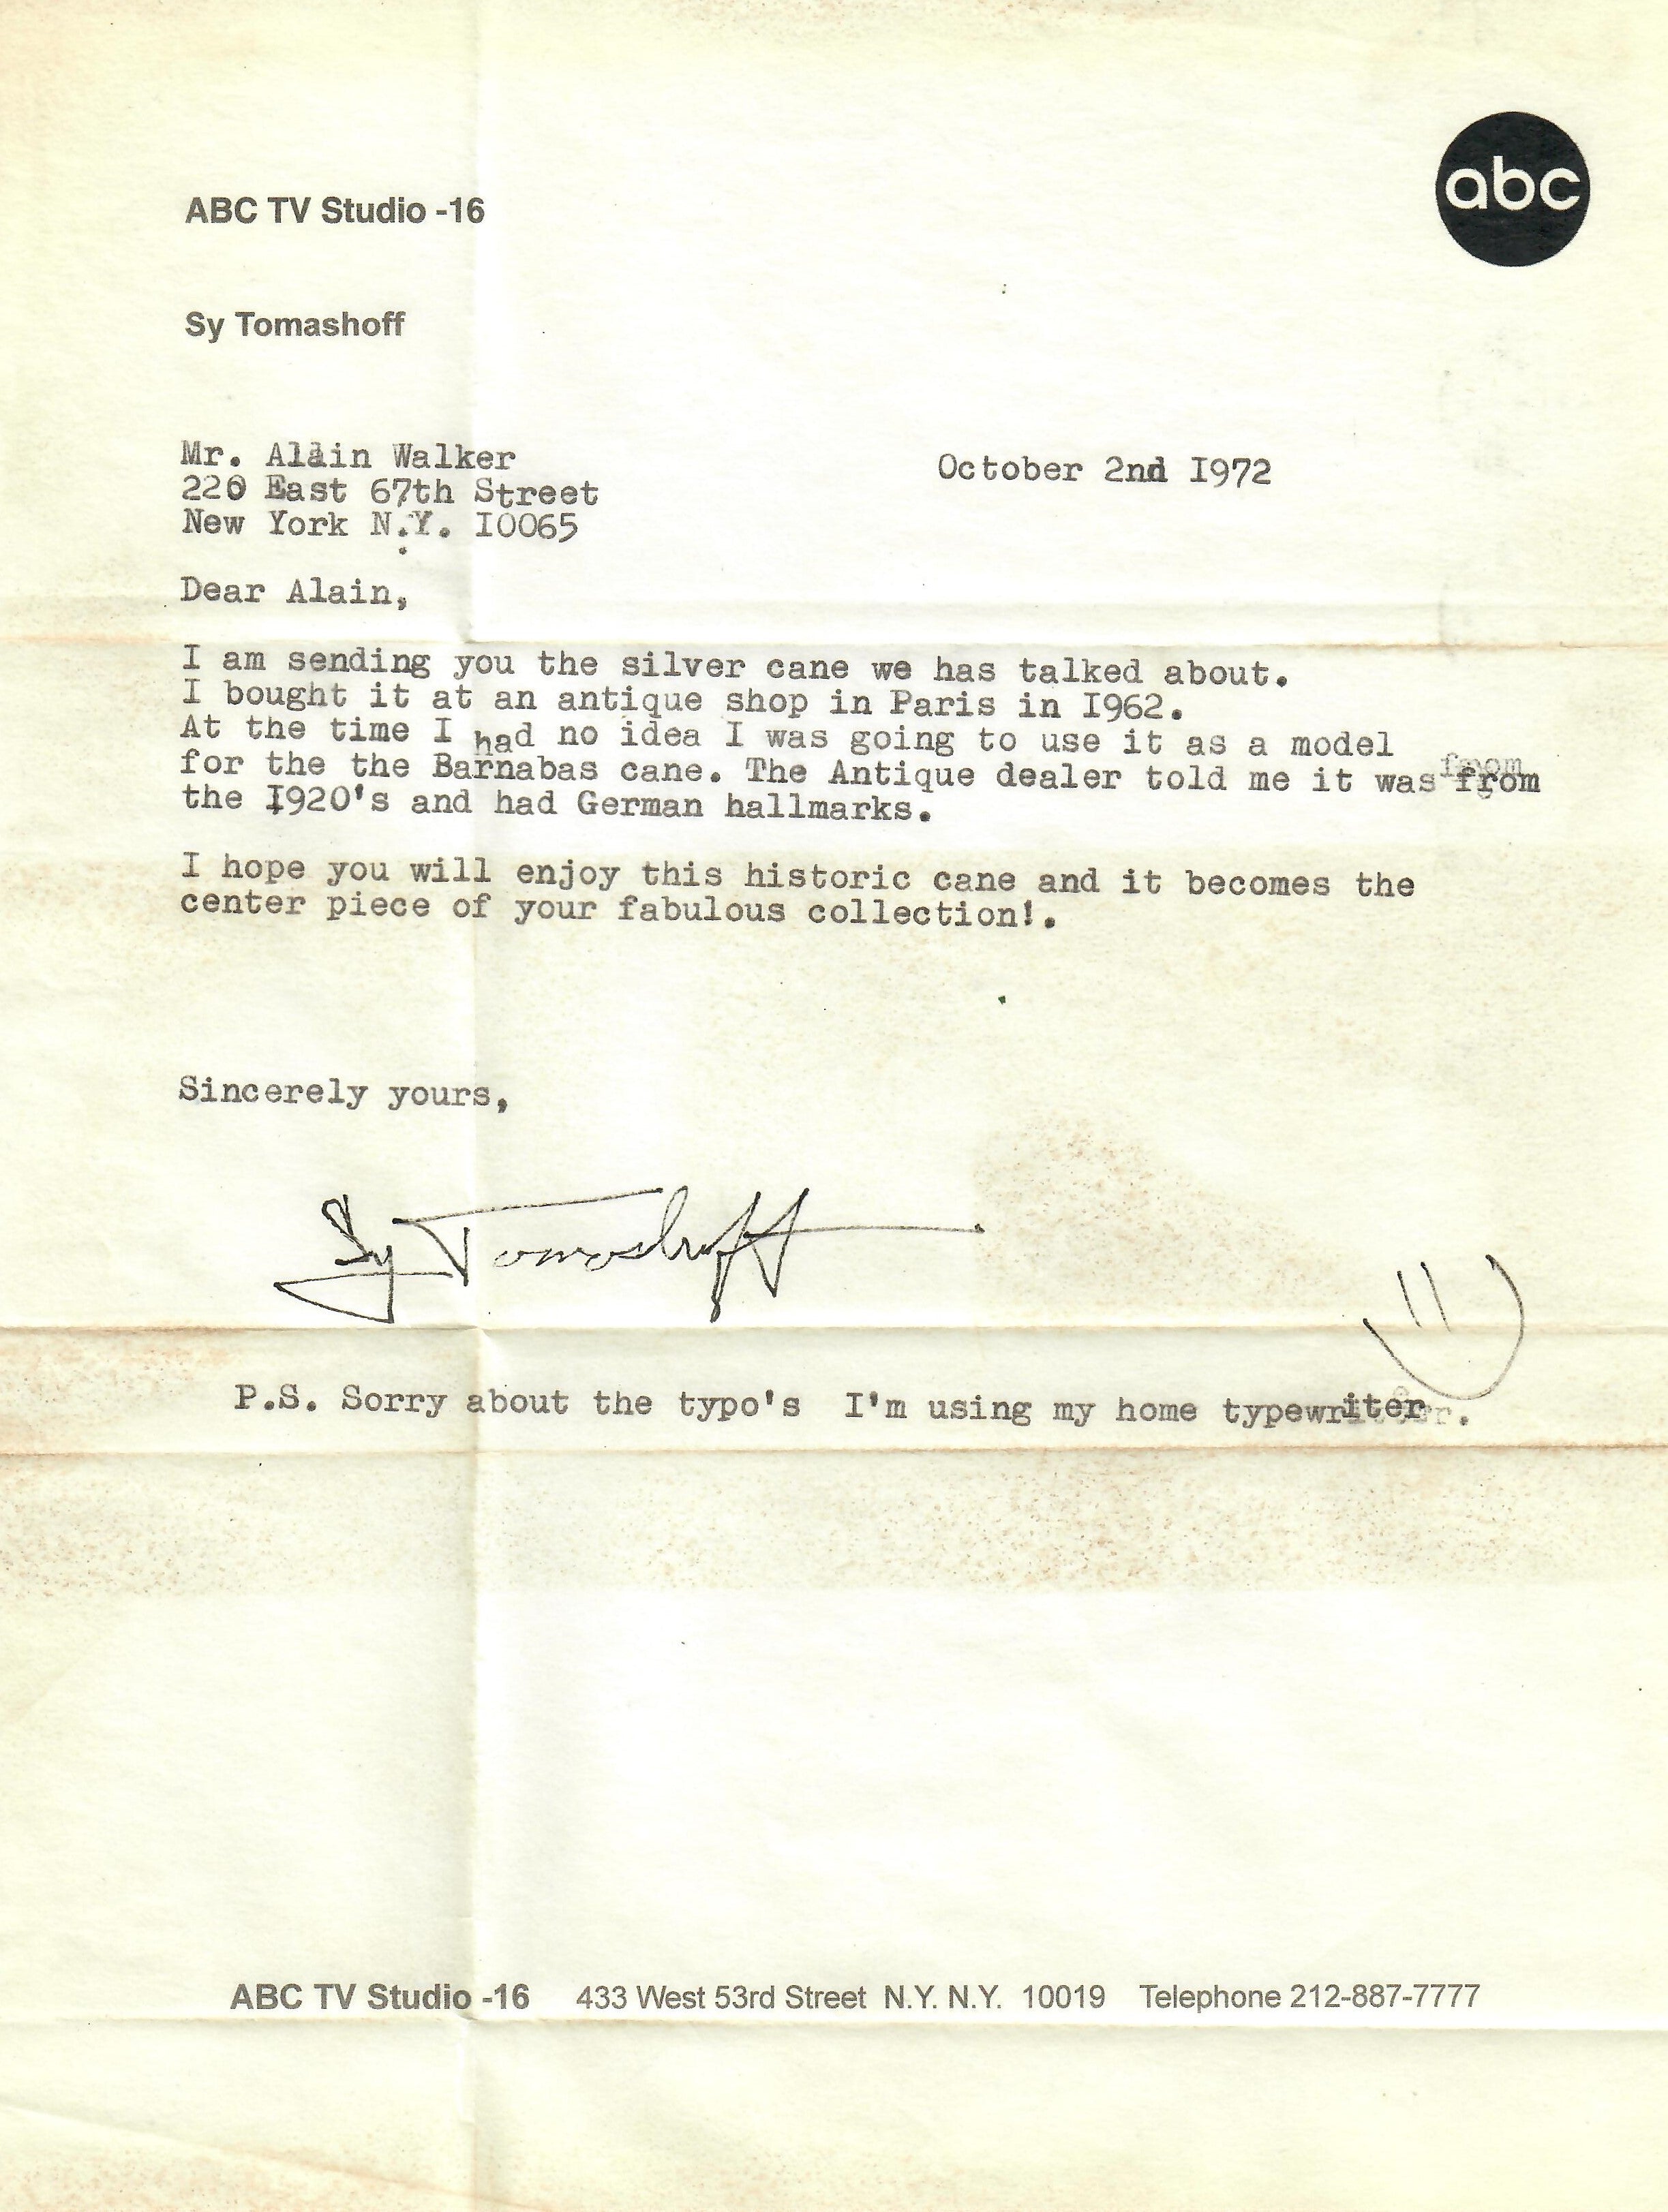 abc
ABC TV Studio -16
Sy Tomashoff
Mr. Alain Walker
October 2nd I972
220 East 67th Street
New York N.Y. I0065
Dear Alain,
I am sending you the silver cane we has talked about.
I bought it at an antique shop in Paris in I962.
At the time I had no idea I was going to use it as a model
for the the Barnabas cane. The Antique dealer told me it was from
the I920's and had German hallmarks.
I hope you will enjoy this historic cane and it becomes the
center piece of your fabulous collection!.
Sincerely yours,
Sy Tomashoff
P.S. Sorry about the typo's I'm using my home typewriter.
ABC TV Studio -16 433 West 53rd Street N.Y. N.Y. 10019 Telephone 212-887-7777